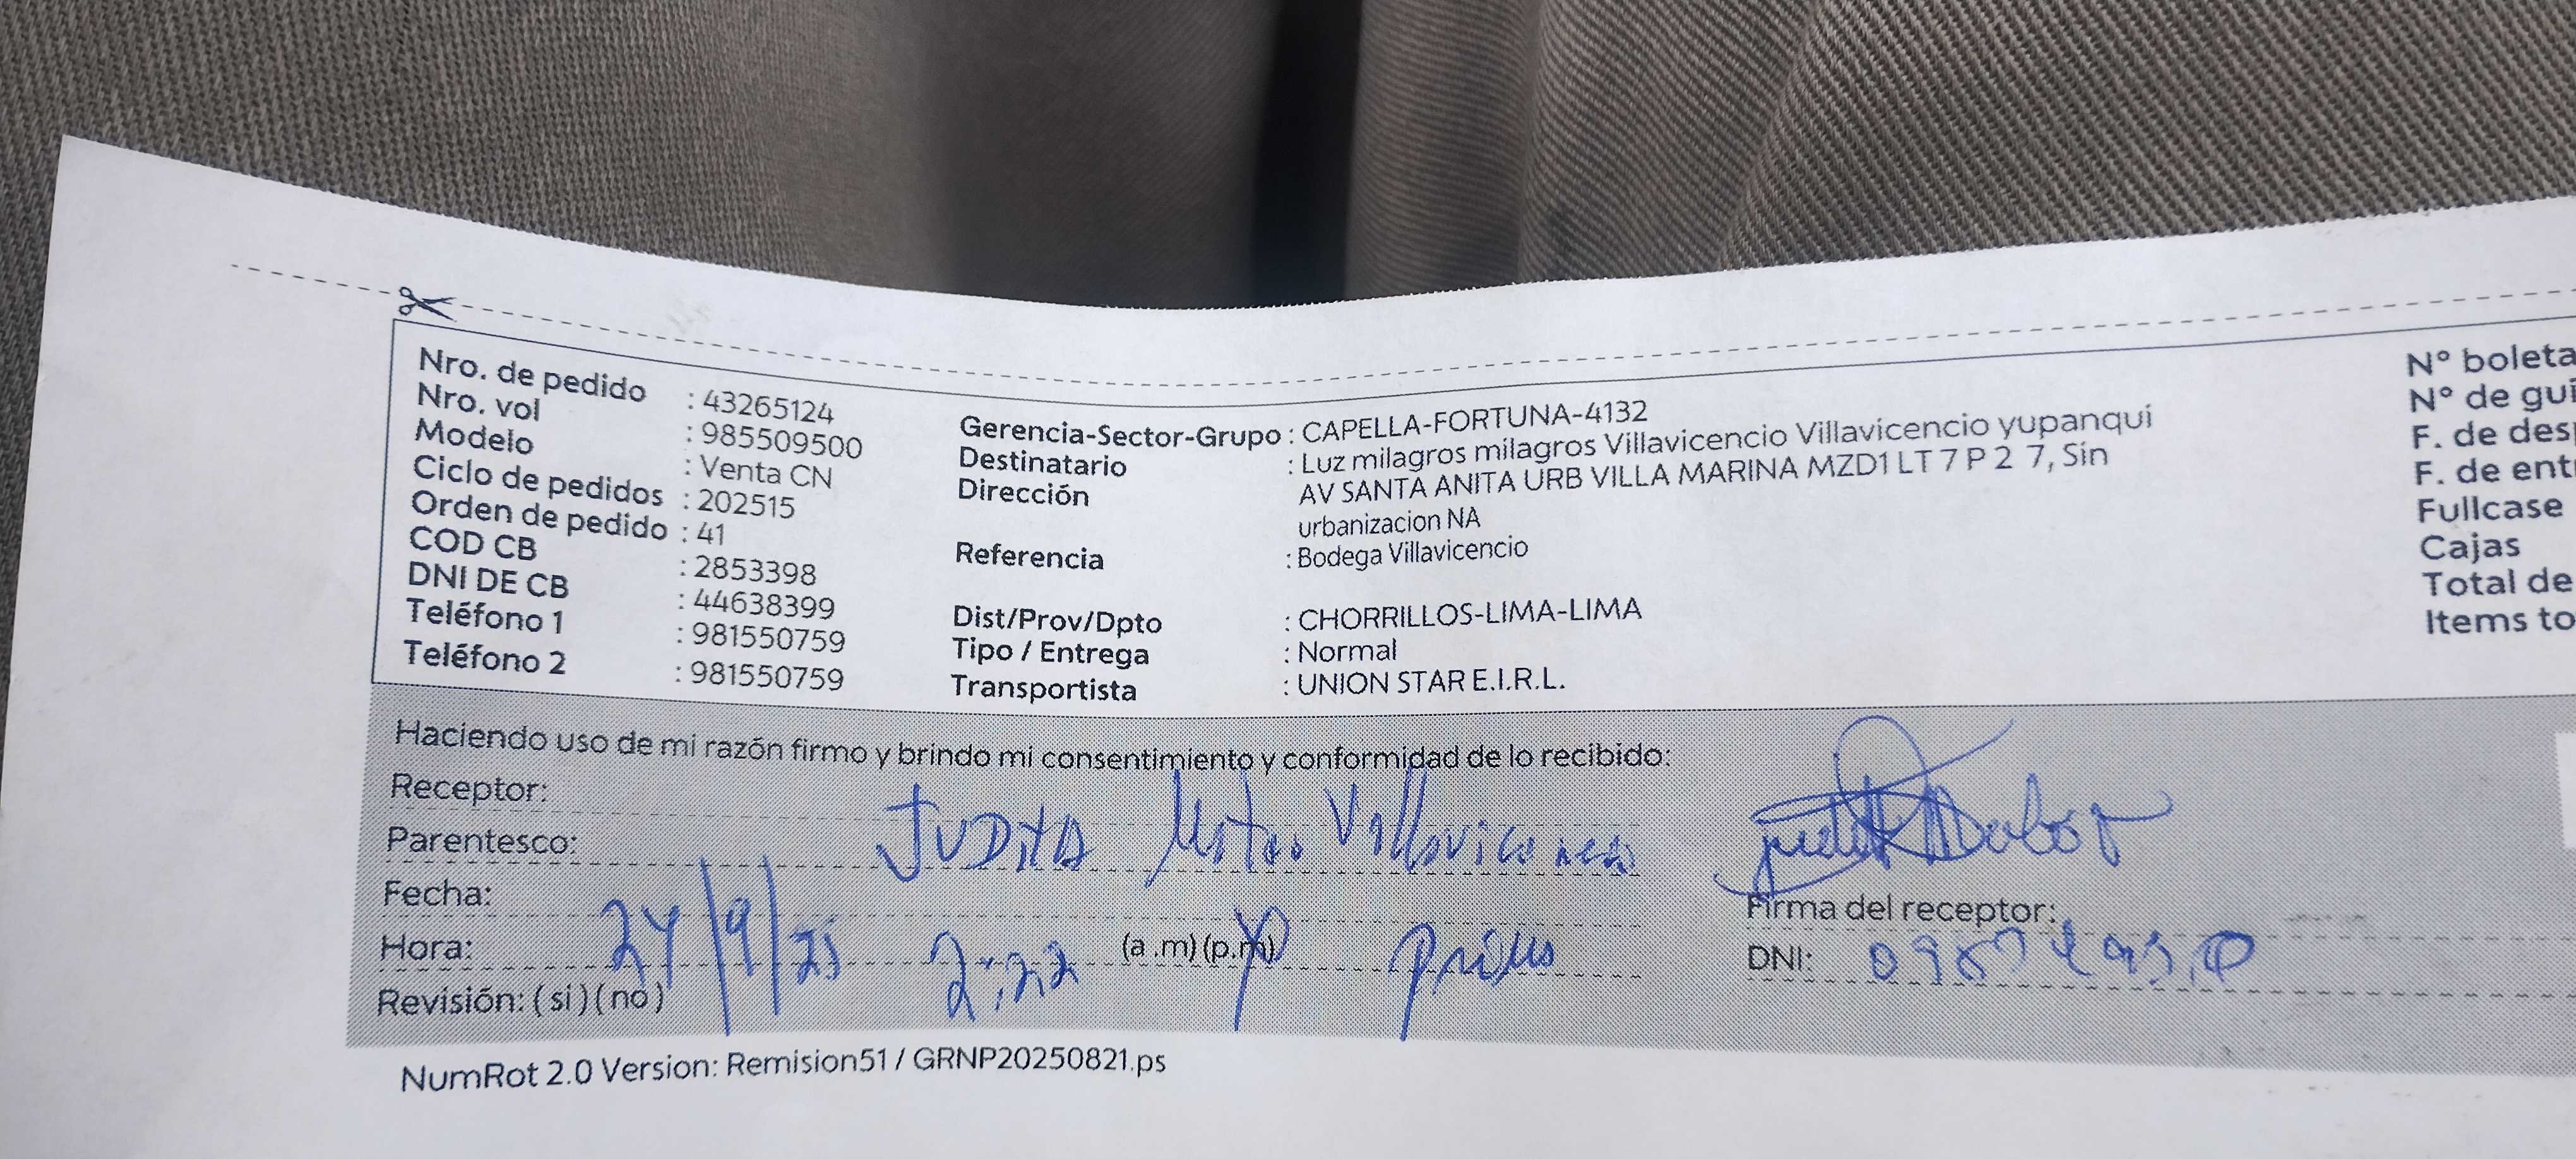 Nro. de pedido : 43265124
Nro. vol : 985509500
Modelo : Venta CN
Ciclo de pedidos : 202515
Orden de pedido : 41
COD CB : 2853398
DNI DE CB : 44638399
Teléfono 1 : 981550759
Teléfono 2 : 981550759
Gerencia-Sector-Grupo : CAPELLA-FORTUNA-4132
Destinatario : Luz milagros milagros Villavicencio Villavicencio yupanqui
Dirección AV SANTA ANITA URB VILLA MARINA MZD1 LT 7 P 2 7, Sin
urbanizacion NA
Referencia : Bodega Villavicencio
Dist/Prov/Dpto : CHORRILLOS-LIMA-LIMA
Tipo / Entrega : Normal
Transportista : UNION STAR E.I.R.L.
N° boleta
N° de gui
F. de des
F. de ent
Fullcase
Cajas
Total de
Items to
Haciendo uso de mi razón firmo y brindo mi consentimiento y conformidad de lo recibido:
Receptor:
Parentesco:
Fecha:
Hora: 24/9/25 2:22 (a.m) (p.m)
Revisión: (si) (no)
Firma del receptor:
DNI:
NumRot 2.0 Version: Remision51 / GRNP20250821.ps